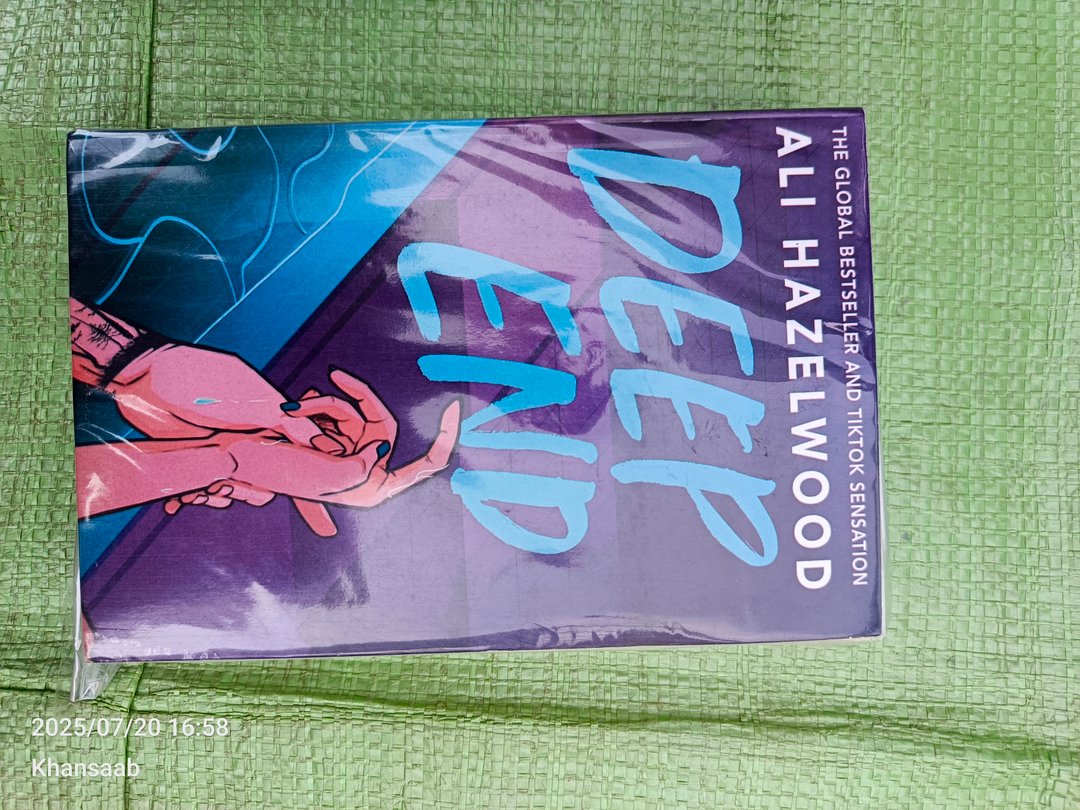 THE GLOBAL BESTSELLER AND TIKTOK SENSATION
ALI HAZELWOOD
DEEP
END
2025/07/20 16:58
Khansaab